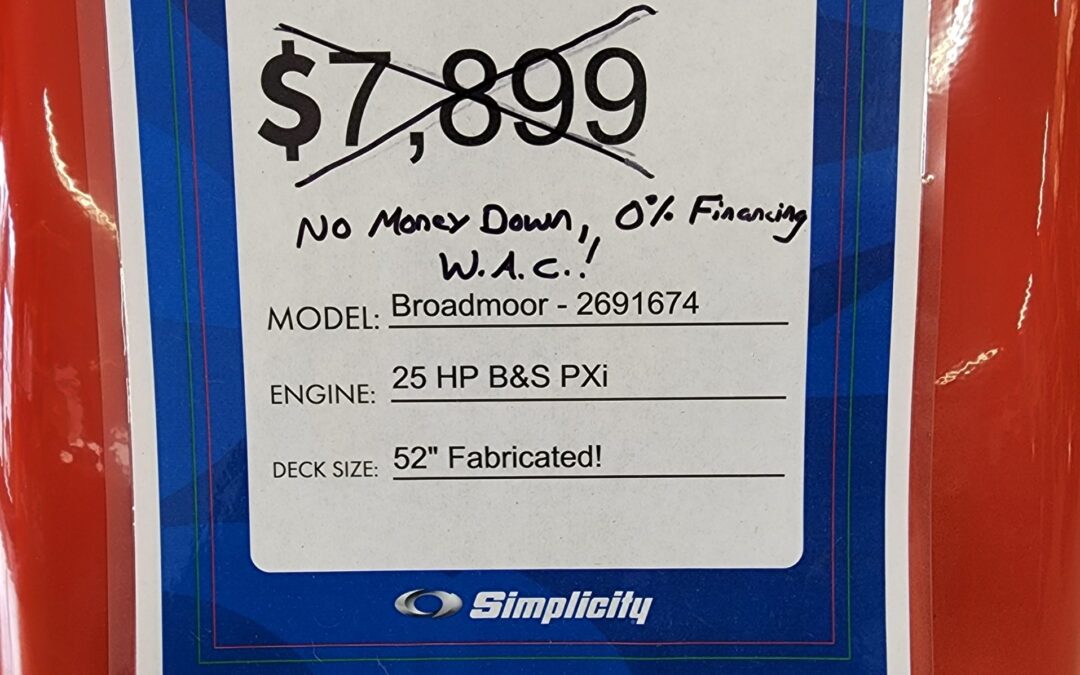 $7,899
No Money Down, 0% Financing
W.A.C.!
MODEL: Broadmoor - 2691674
ENGINE: 25 HP B&S PXi
DECK SIZE: 52" Fabricated!
Simplicity